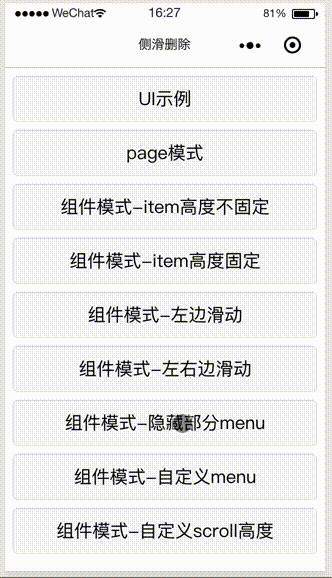 WeChat 16:27 81%
侧滑删除
UI示例
page模式
组件模式-item高度不固定
组件模式-item高度固定
组件模式-左边滑动
组件模式-左右边滑动
组件模式-隐藏部分menu
组件模式-自定义menu
组件模式-自定义scroll高度